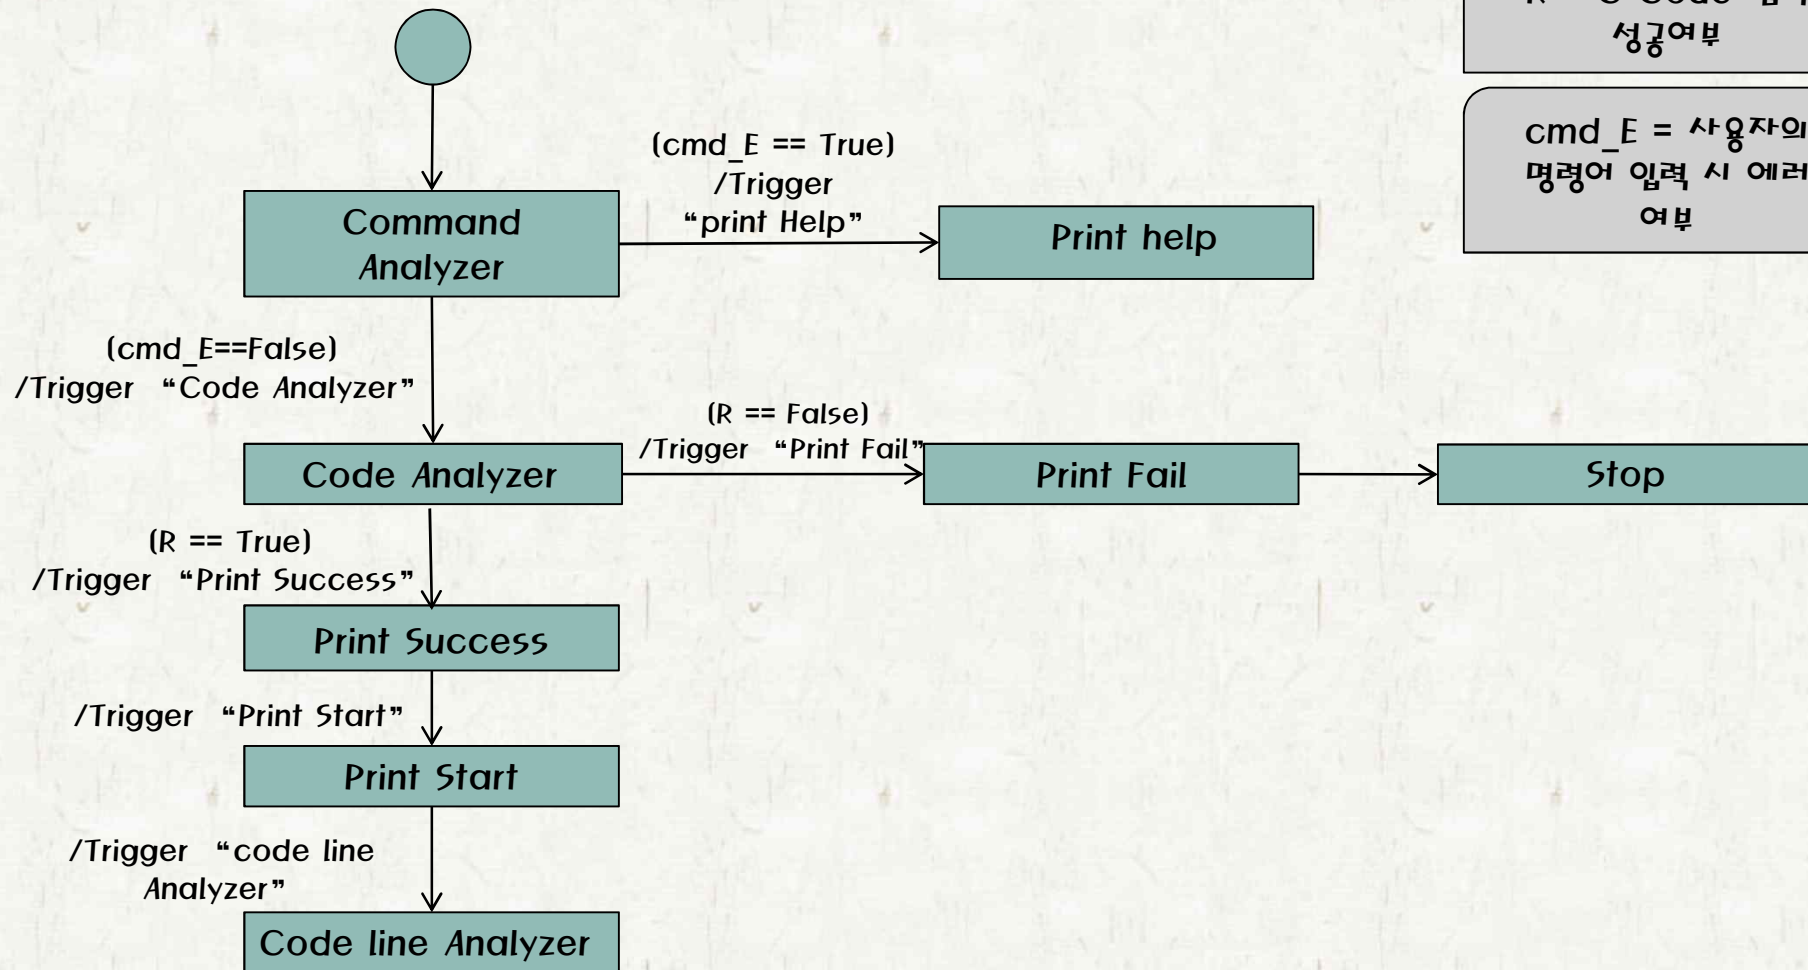 Code
성공여부
cmd_E = 사용자의
명령어 입력 시 에러
여부
(cmd_E == True)
/Trigger
“print Help”
Command
Analyzer
Print help
(cmd_E==False)
/Trigger “Code Analyzer”
(R == False)
/Trigger “Print Fail”
Code Analyzer
Print Fail
Stop
(R == True)
/Trigger “Print Success”
Print Success
/Trigger “Print Start”
Print Start
/Trigger “code line
Analyzer”
Code line Analyzer